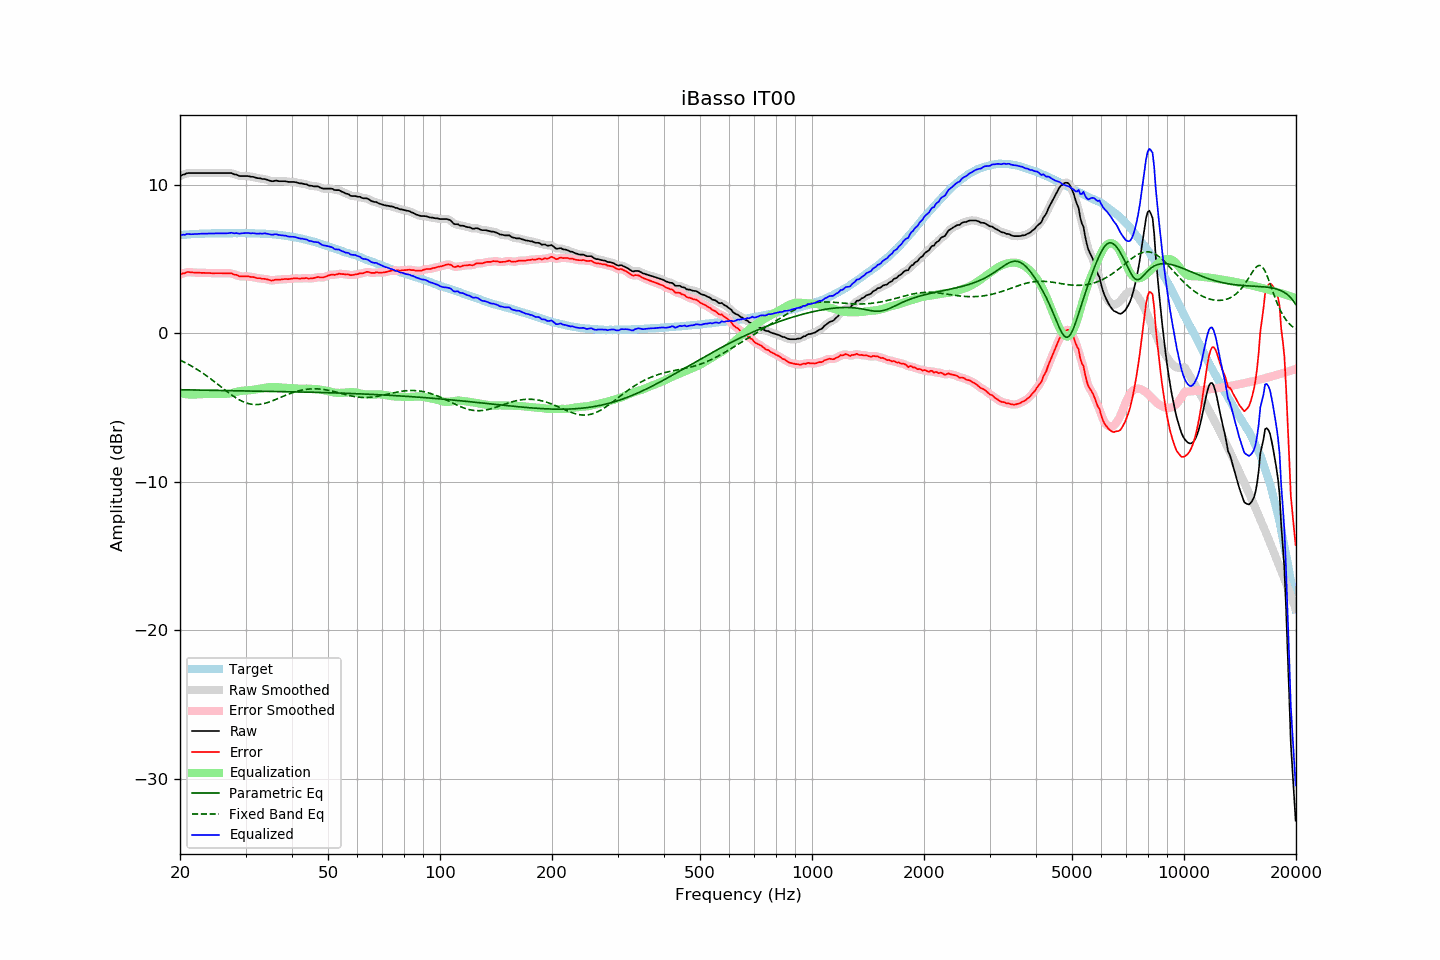 iBasso IT00
Amplitude (dBr)
10
0
−10
−20
−30
Target
Raw Smoothed
Error Smoothed
Raw
Error
Equalization
Parametric Eq
Fixed Band Eq
Equalized
20 50 100 200 500 1000 2000 5000 10000 20000
Frequency (Hz)